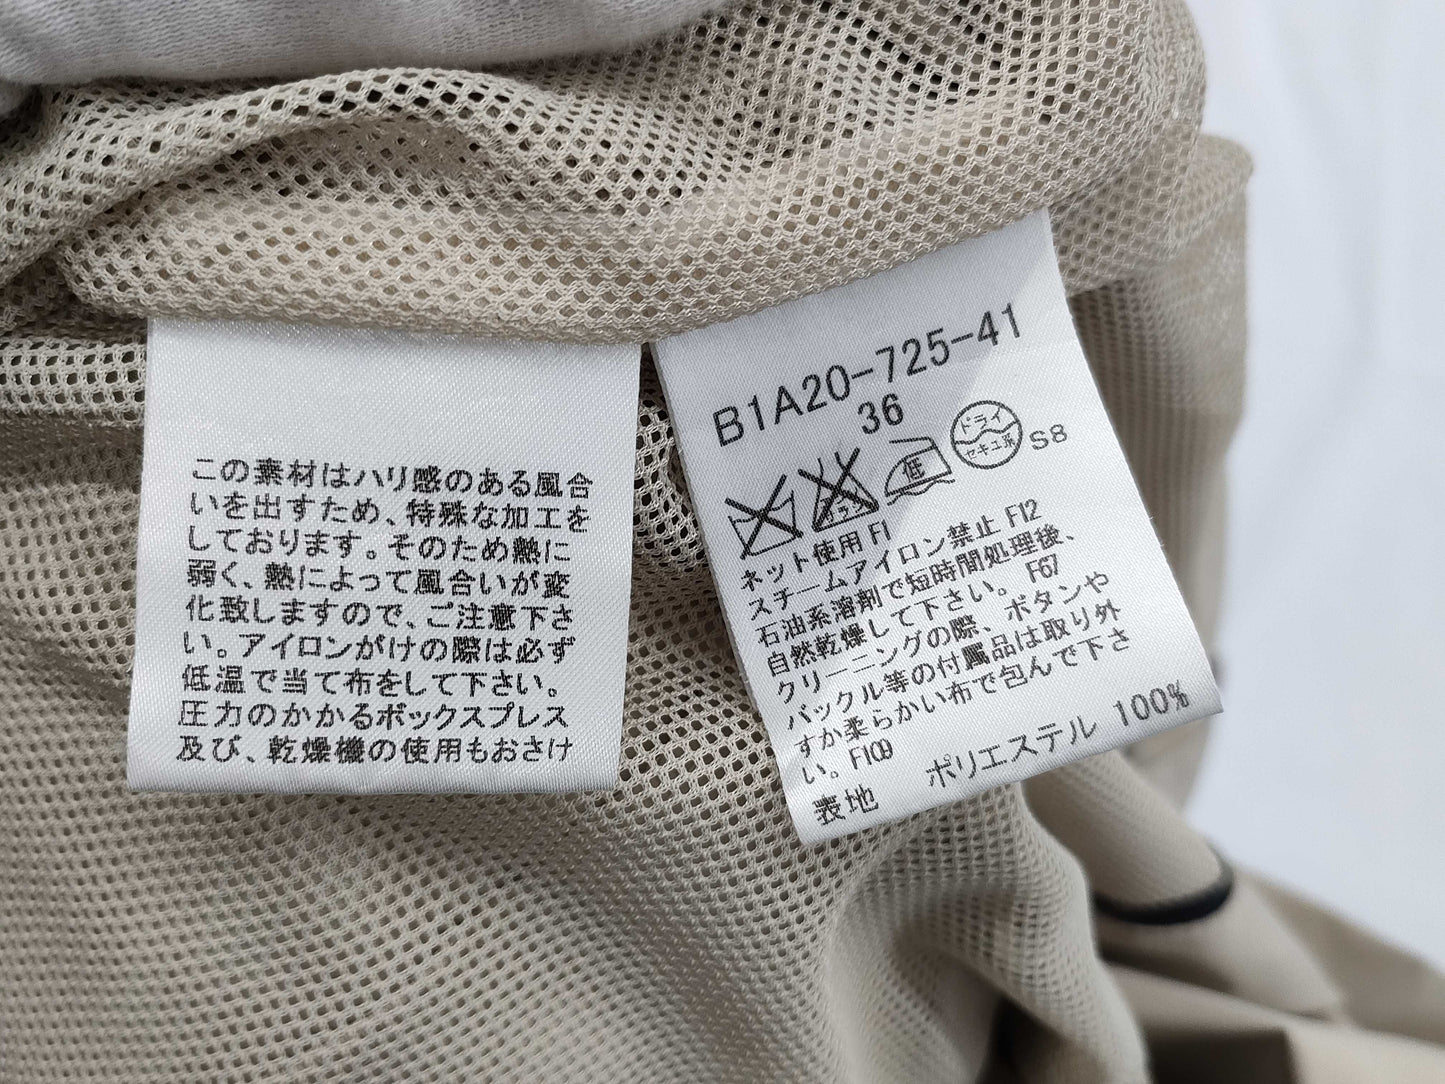 この素材はハリ感のある風合
いを出すため、特殊な加工を
しております。そのため熱に
弱く、熱によって風合いが変
化致しますので、ご注意下さ
い。アイロンがけの際は必ず
低温で当て布をして下さい。
圧力のかかるボックスプレス
及び、乾燥機の使用もおさけ
B1A20-725-41
36
低
ドライ
セキユ系
S8
ネット使用 F1
スチームアイロン禁止 F12
石油系溶剤で短時間処理後、
自然乾燥して下さい。 F67
クリーニングの際、ボタンや
バックル等の付属品は取り外
すか柔らかい布で包んで下さ
い。F109
表地 ポリエステル 100%